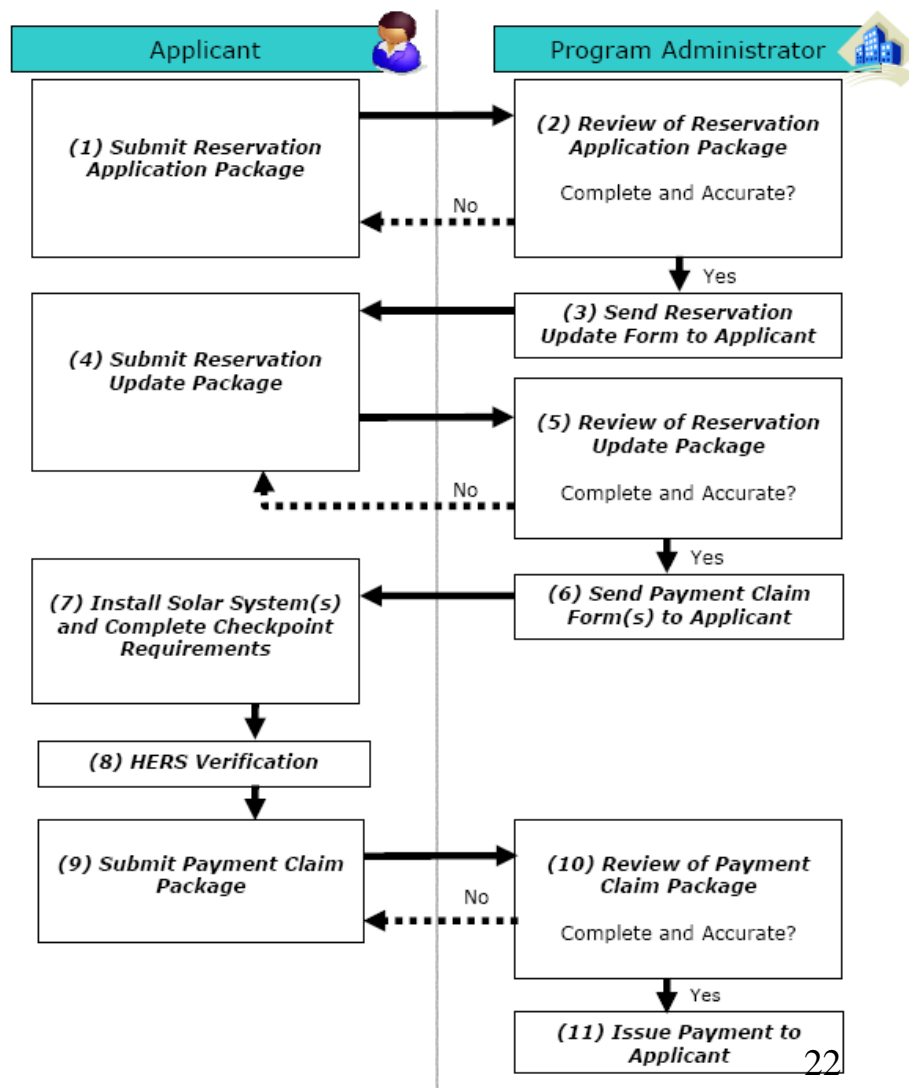 Applicant
Program Administrator
(1) Submit Reservation
Application Package
(2) Review of Reservation
Application Package
Complete and Accurate?
No
Yes
(3) Send Reservation
Update Form to Applicant
(4) Submit Reservation
Update Package
(5) Review of Reservation
Update Package
Complete and Accurate?
No
Yes
(6) Send Payment Claim
Form(s) to Applicant
(7) Install Solar System(s)
and Complete Checkpoint
Requirements
(8) HERS Verification
(9) Submit Payment Claim
Package
(10) Review of Payment
Claim Package
Complete and Accurate?
No
Yes
(11) Issue Payment to
Applicant
22